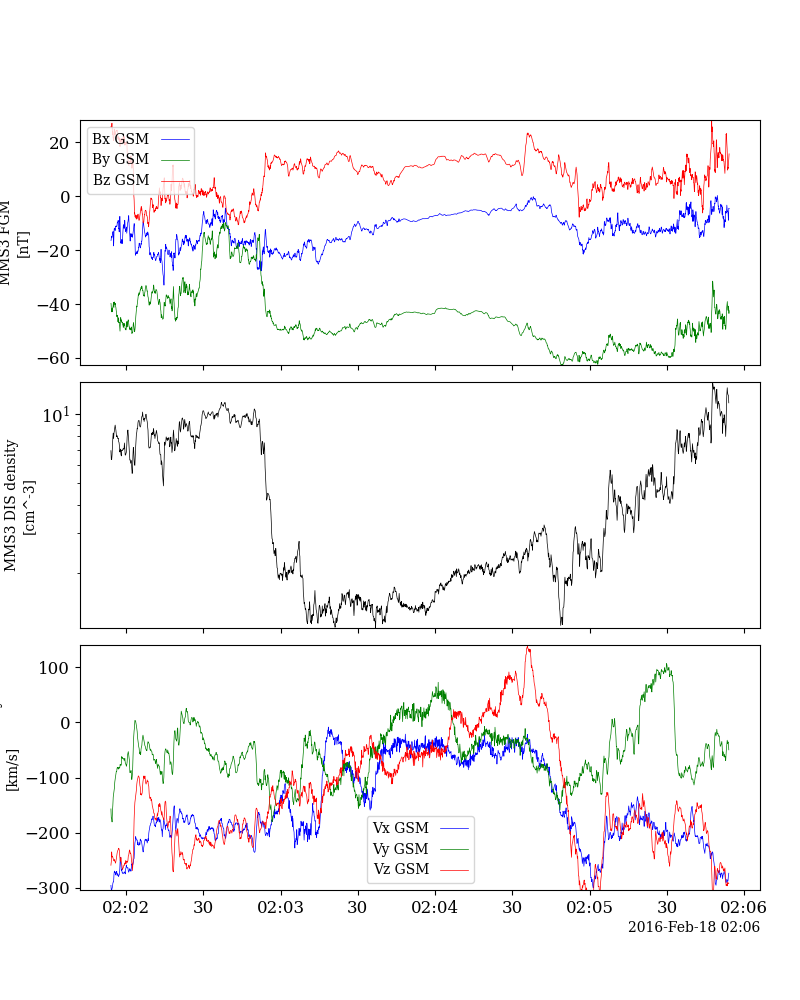 20
0
−20
−40
−60
MMS3 FGM
[nT]
Bx GSM
By GSM
Bz GSM
10^1
MMS3 DIS density
[cm^-3]
100
0
−100
−200
−300
[km/s]
Vx GSM
Vy GSM
Vz GSM
02:02 30 02:03 30 02:04 30 02:05 30 02:06
2016-Feb-18 02:06